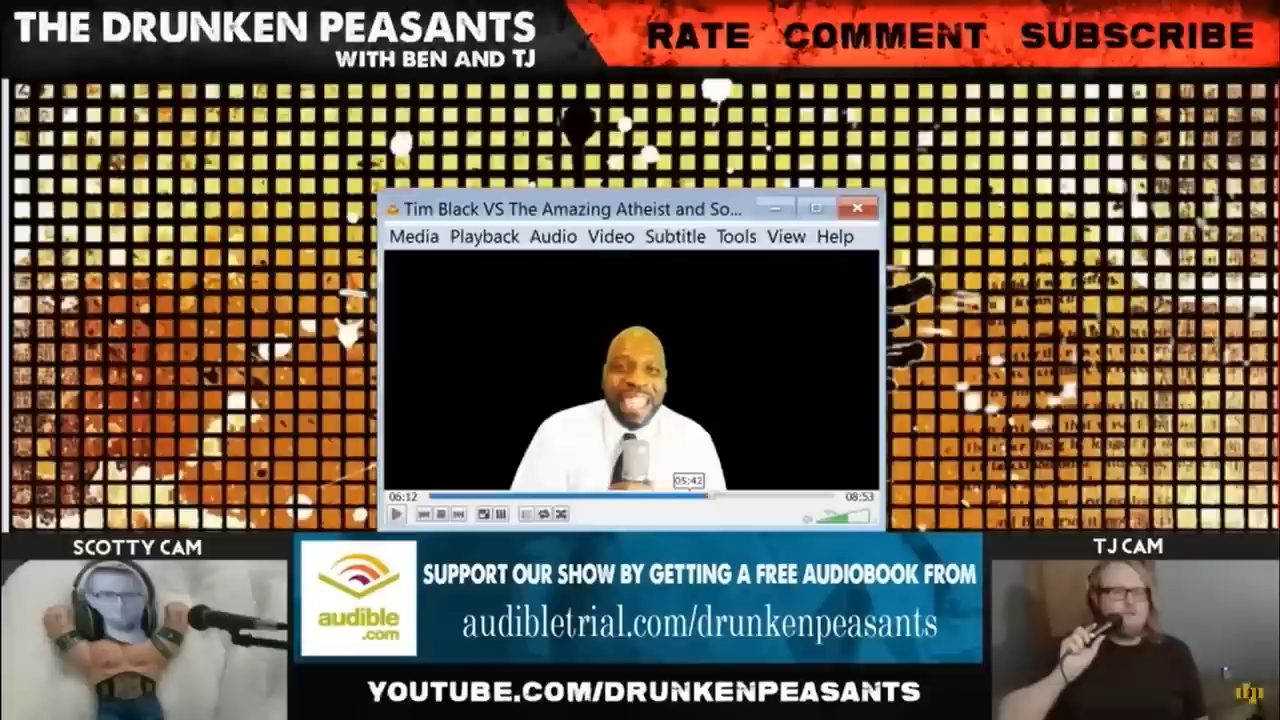 THE DRUNKEN PEASANTS
WITH BEN AND TJ
RATE COMMENT SUBSCRIBE
Tim Black VS The Amazing Atheist and So...
Media Playback Audio Video Subtitle Tools View Help
05:42
06:12
08:53
SCOTTY CAM
TJ CAM
audible
.com
SUPPORT OUR SHOW BY GETTING A FREE AUDIOBOOK FROM
audibletrial.com/drunkenpeasants
YOUTUBE.COM/DRUNKENPEASANTS
dp